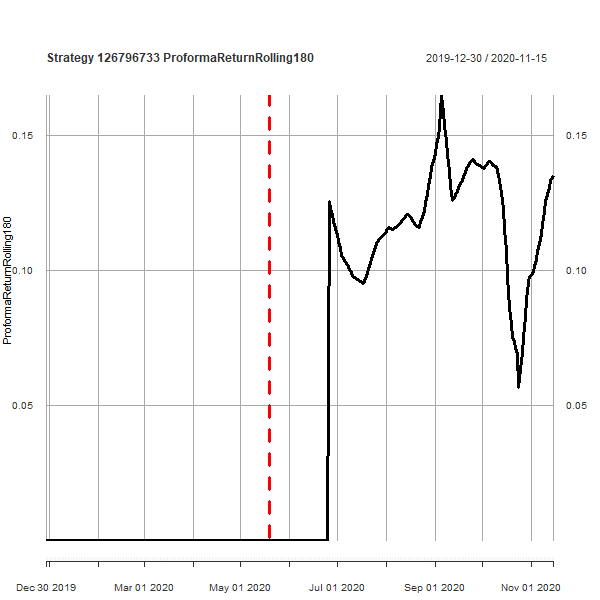 Strategy 126796733 ProformaReturnRolling180
2019-12-30 / 2020-11-15
ProformaReturnRolling180
0.15
0.15
0.10
0.10
0.05
0.05
Dec 30 2019
Mar 01 2020
May 01 2020
Jul 01 2020
Sep 01 2020
Nov 01 2020